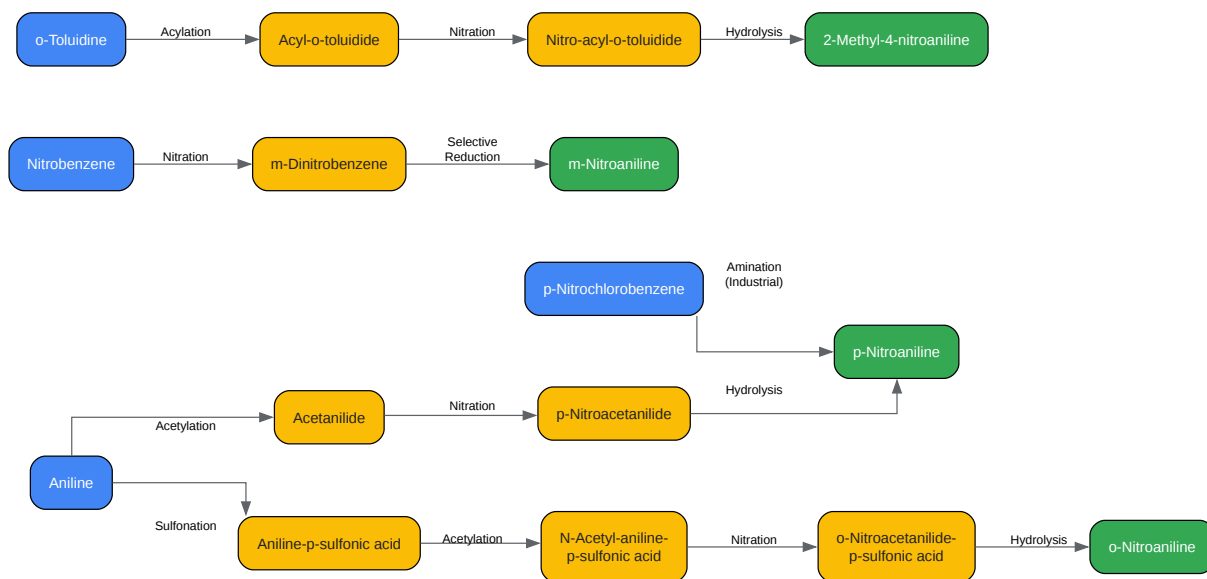 o-Toluidine
Acylation
Acyl-o-toluidide
Nitration
Nitro-acyl-o-toluidide
Hydrolysis
2-Methyl-4-nitroaniline
Nitrobenzene
Nitration
m-Dinitrobenzene
Selective
Reduction
m-Nitroaniline
p-Nitrochlorobenzene
Amination
(Industrial)
p-Nitroaniline
Aniline
Acetylation
Acetanilide
Nitration
p-Nitroacetanilide
Hydrolysis
Sulfonation
Aniline-p-sulfonic acid
Acetylation
N-Acetyl-aniline-
p-sulfonic acid
Nitration
o-Nitroacetanilide-
p-sulfonic acid
Hydrolysis
o-Nitroaniline